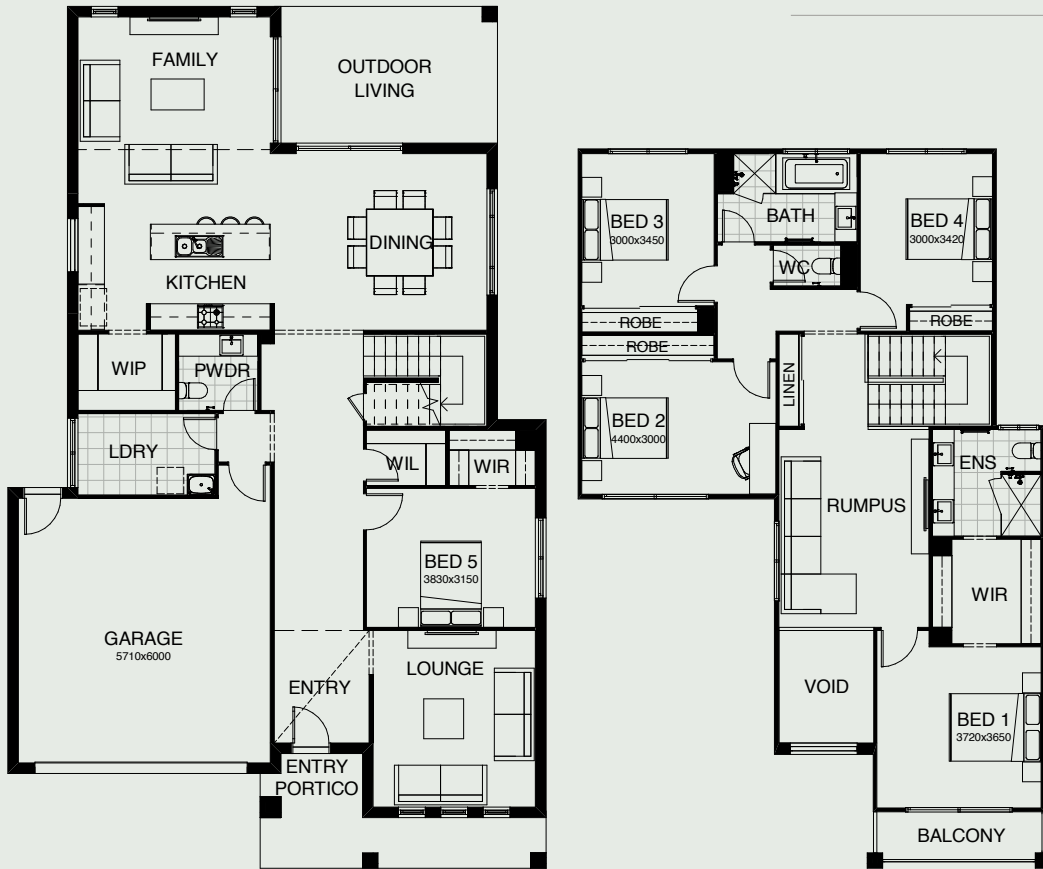 FAMILY
OUTDOOR
LIVING
DINING
KITCHEN
WIP
PWDR
LDRY
WIL
WIR
BED 5
3830x3150
GARAGE
5710x6000
LOUNGE
ENTRY
ENTRY
PORTICO
BED 3
3000x3450
BATH
BED 4
3000x3420
WC
ROBE
ROBE
ROBE
LINEN
BED 2
4400x3000
ENS
RUMPUS
WIR
VOID
BED 1
3720x3650
BALCONY